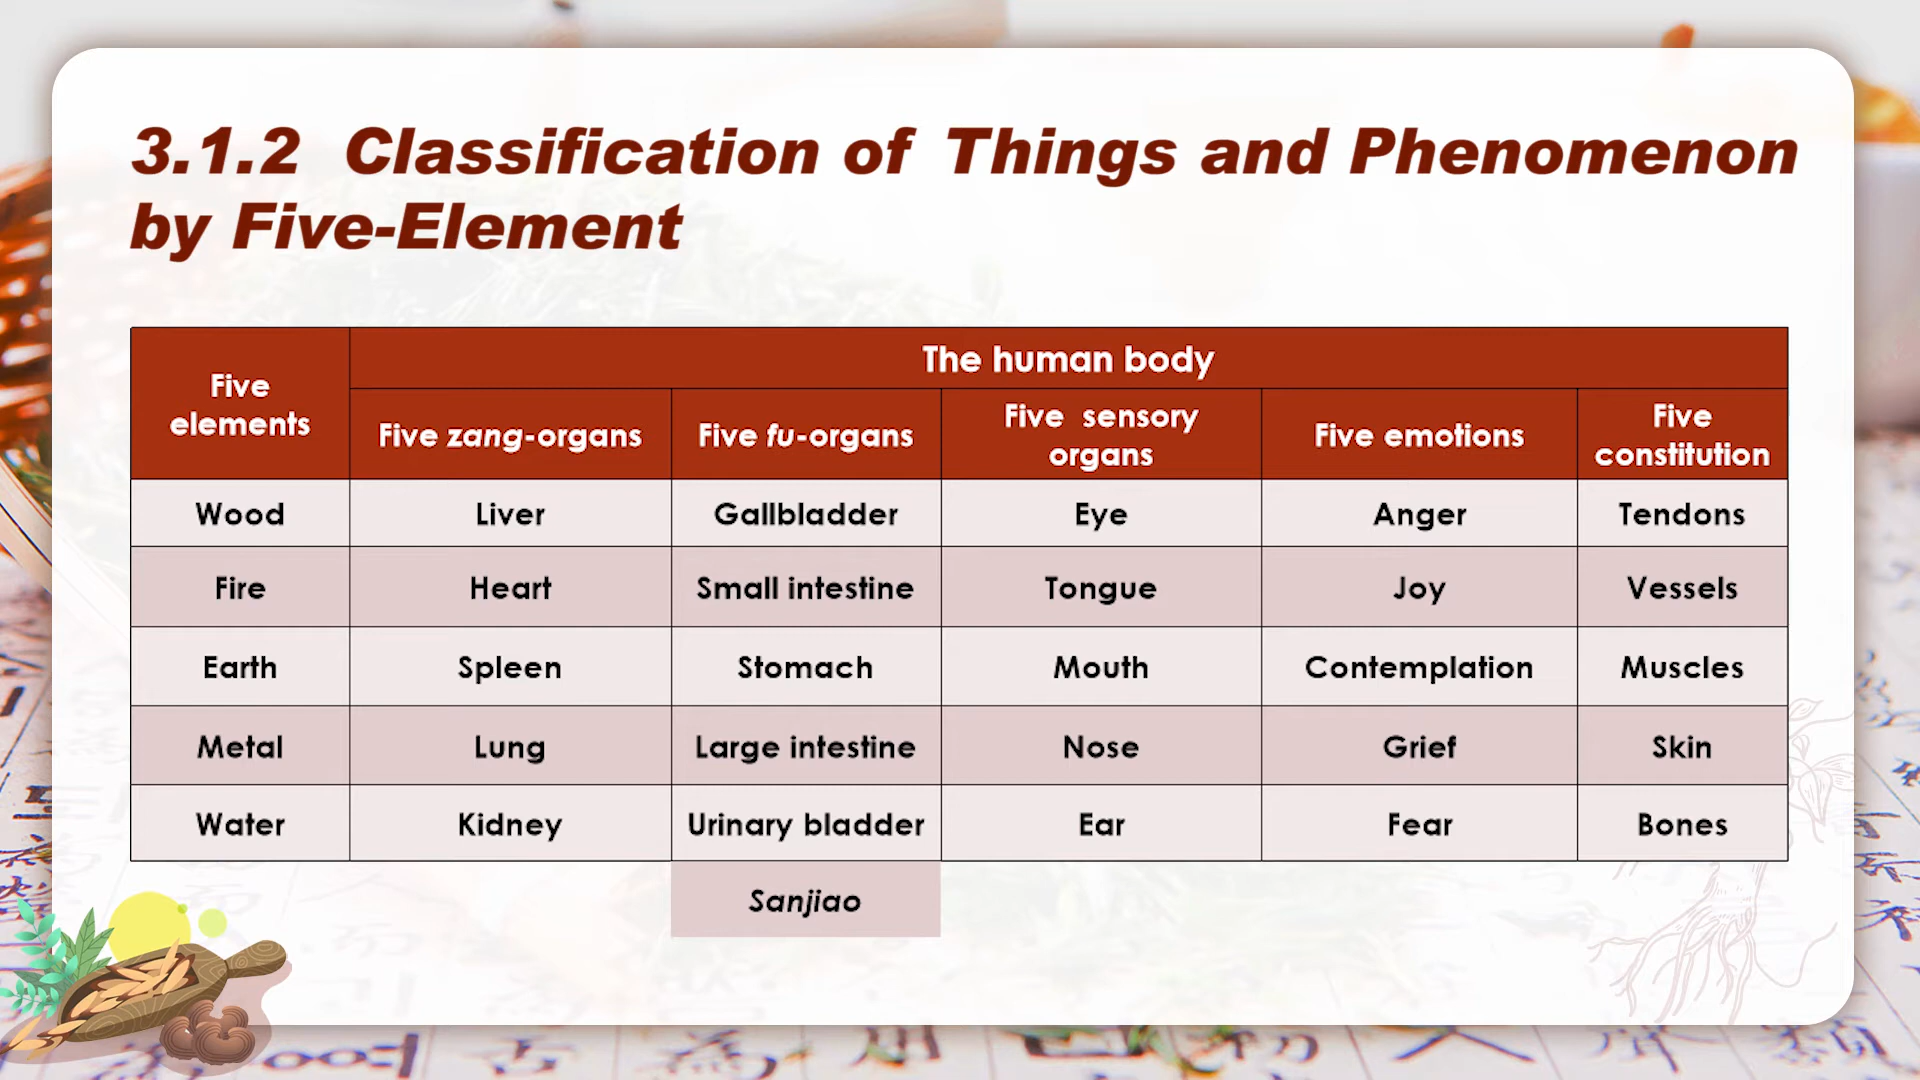 3.1.2 Classification of Things and Phenomenon
by Five-Element
The human body
Five
elements
Five zang-organs Five fu-organs Five sensory
organs Five emotions Five
constitution
Wood Liver Gallbladder Eye Anger Tendons
Fire Heart Small intestine Tongue Joy Vessels
Earth Spleen Stomach Mouth Contemplation Muscles
Metal Lung Large intestine Nose Grief Skin
Water Kidney Urinary bladder Ear Fear Bones
Sanjiao